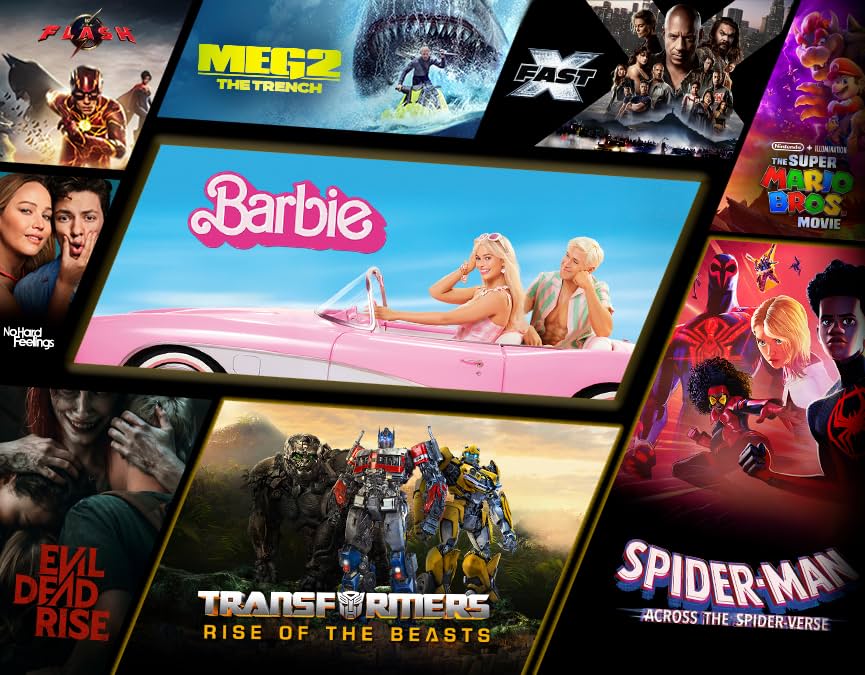 THE
FLASH
MEG2
THE TRENCH
FAST
X
Nintendo + ILLUMINATION
THE SUPER
MARIO
BROS.
MOVIE
Barbie
No Hard
Feelings
EVIL
DEAD
RISE
TRANSFORMERS
RISE OF THE BEASTS
SPIDER-MAN
ACROSS THE SPIDER-VERSE